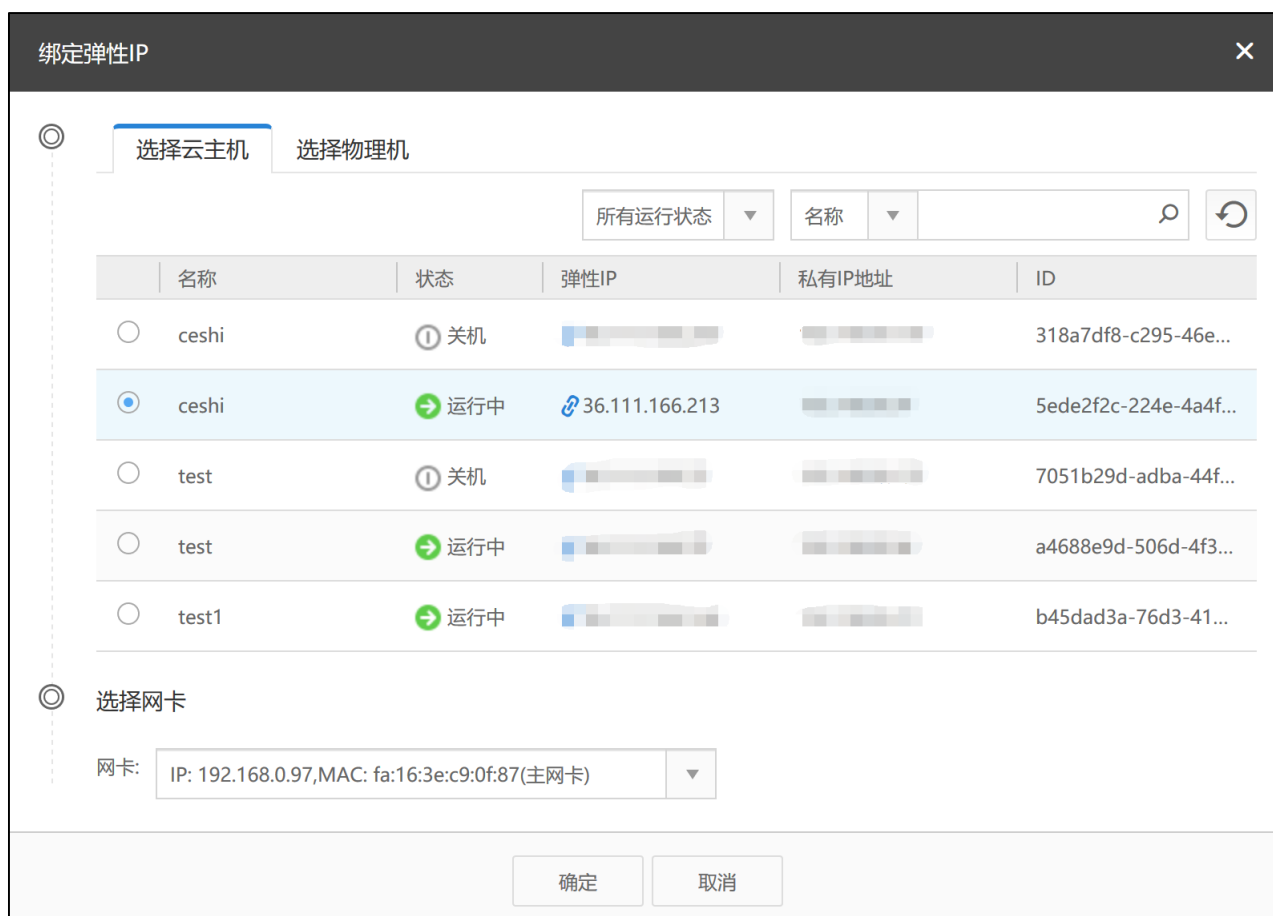 绑定弹性IP
选择云主机 选择物理机
所有运行状态 名称
名称 状态 弹性IP 私有IP地址 ID
ceshi 关机 318a7df8-c295-46e...
ceshi 运行中 36.111.166.213 5ede2f2c-224e-4a4f...
test 关机 7051b29d-adba-44f...
test 运行中 a4688e9d-506d-4f3...
test1 运行中 b45dad3a-76d3-41...
选择网卡
网卡: IP: 192.168.0.97,MAC: fa:16:3e:c9:0f:87(主网卡)
确定 取消